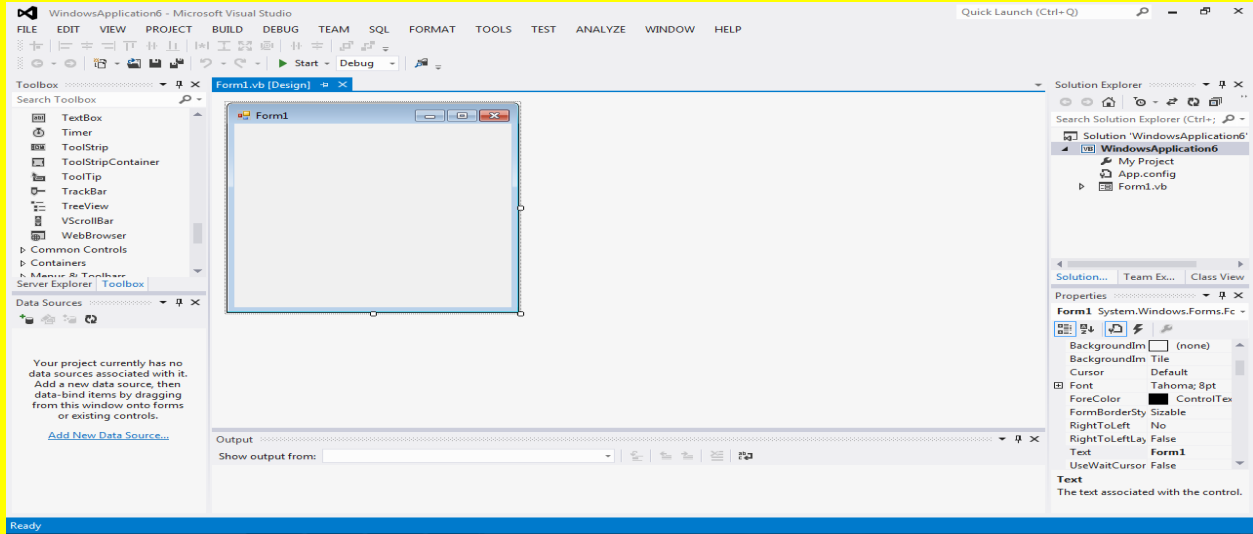 WindowsApplication6 - Microsoft Visual Studio
Quick Launch (Ctrl+Q)
FILE EDIT VIEW PROJECT BUILD DEBUG TEAM SQL FORMAT TOOLS TEST ANALYZE WINDOW HELP
Start Debug
Toolbox
Search Toolbox
TextBox
Timer
ToolStrip
ToolStripContainer
ToolTip
TrackBar
TreeView
VScrollBar
WebBrowser
Common Controls
Containers
Menus & Toolbars
Server Explorer Toolbox
Data Sources
Your project currently has no
data sources associated with it.
Add a new data source, then
data-bind items by dragging
from this window onto forms
or existing controls.
Add New Data Source...
Form1.vb [Design]
Form1
Output
Show output from:
Solution Explorer
Search Solution Explorer (Ctrl+;
Solution 'WindowsApplication6'
WindowsApplication6
My Project
App.config
Form1.vb
Solution... Team Ex... Class View
Properties
Form1 System.Windows.Forms.Fc
BackgroundIm (none)
BackgroundIm Tile
Cursor Default
Font Tahoma; 8pt
ForeColor ControlTex
FormBorderSty Sizable
RightToLeft No
RightToLeftLay False
Text Form1
UseWaitCursor False
Text
The text associated with the control.
Ready